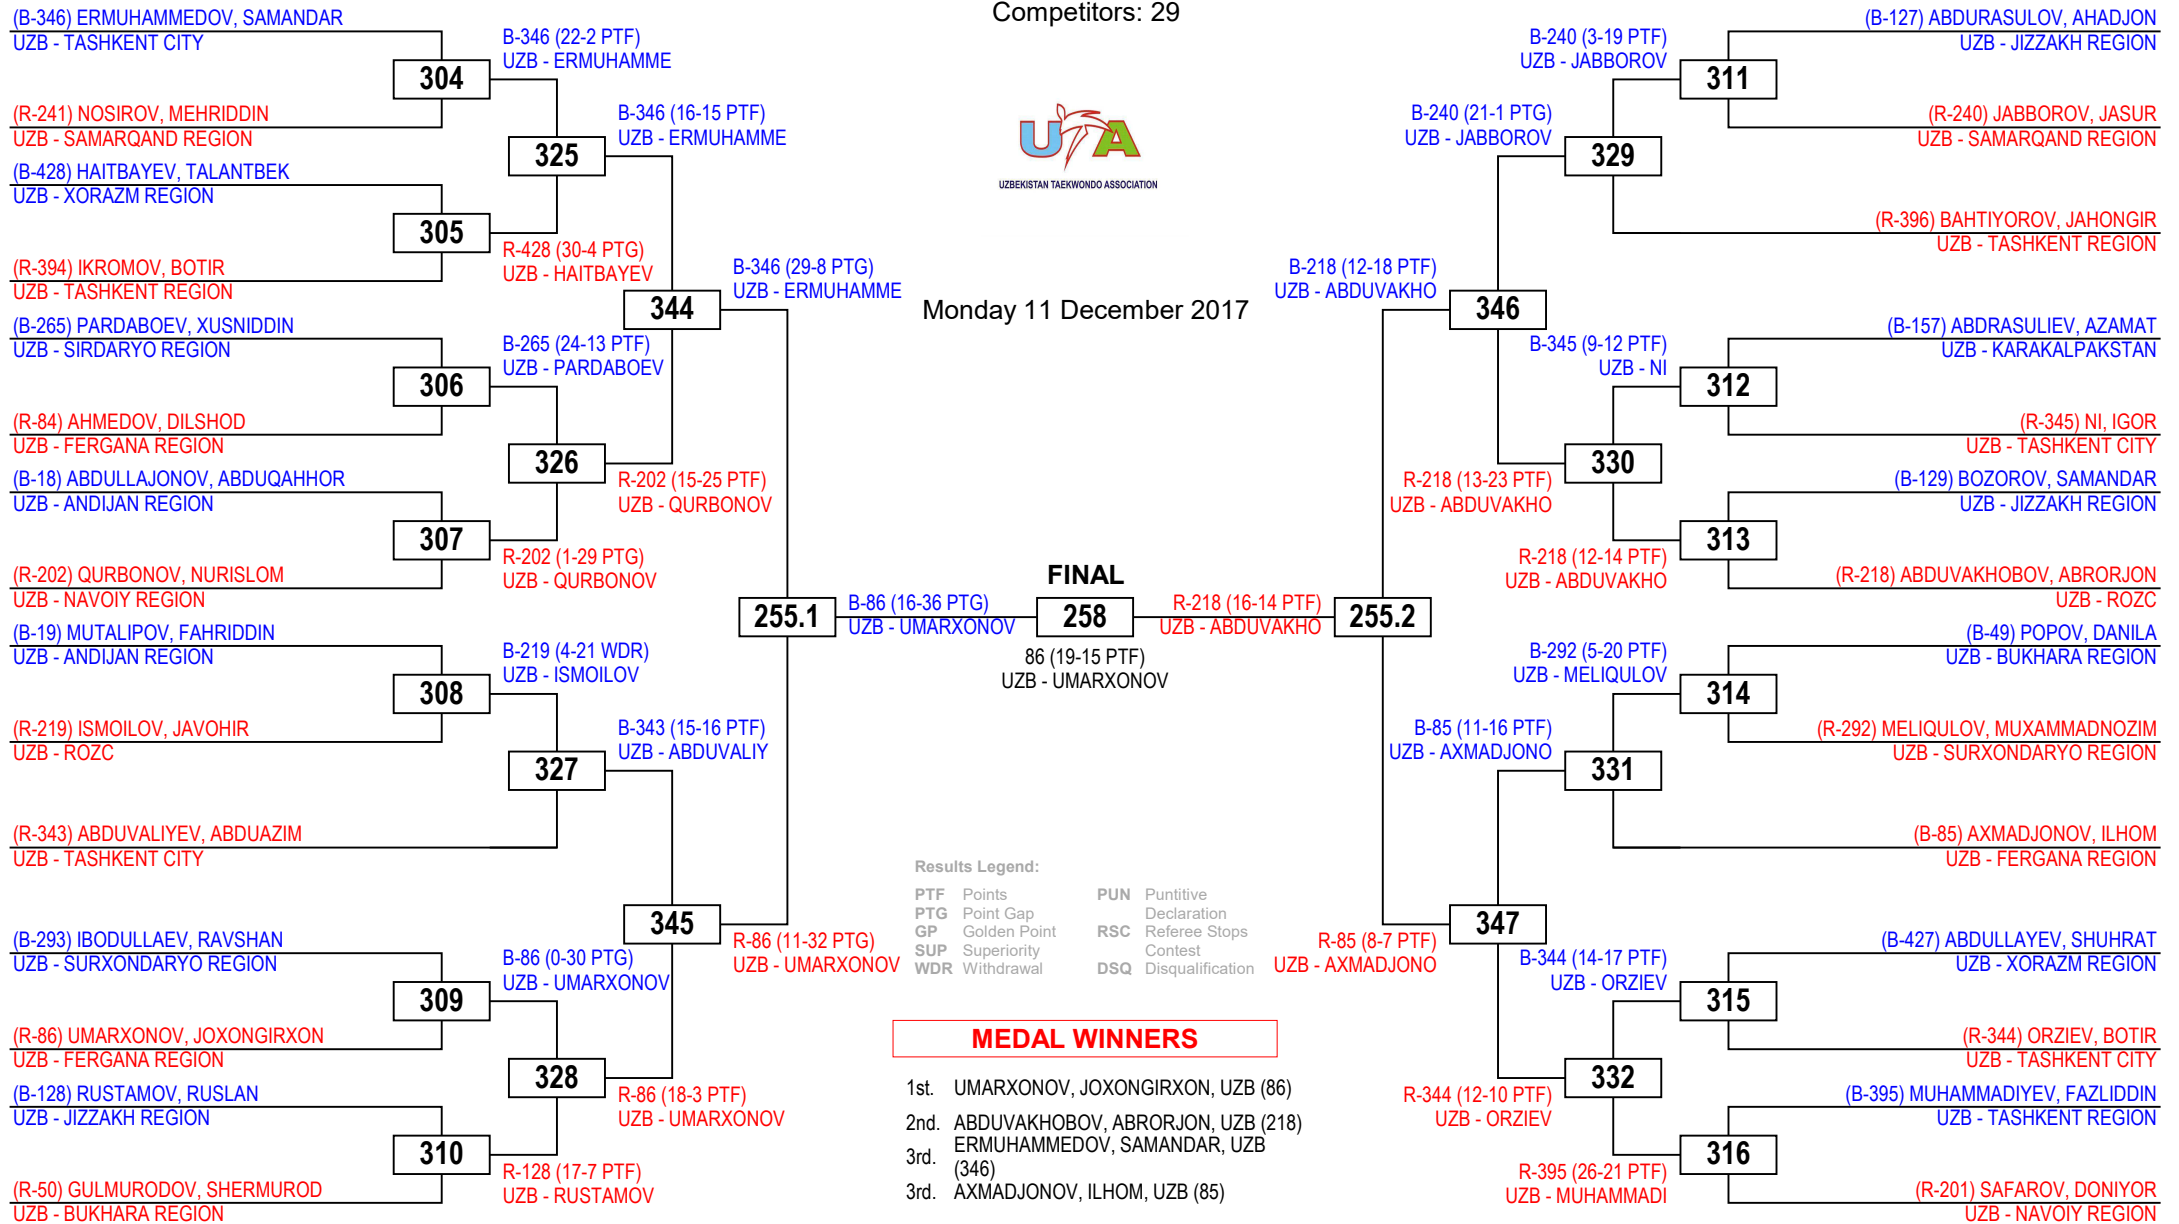 Competitors: 29
(B-346) ERMUHAMMEDOV, SAMANDAR
UZB - TASHKENT CITY
304
(R-241) NOSIROV, MEHRIDDIN
UZB - SAMARQAND REGION
(B-428) HAITBAYEV, TALANTBEK
UZB - XORAZM REGION
305
(R-394) IKROMOV, BOTIR
UZB - TASHKENT REGION
(B-265) PARDABOEV, XUSNIDDIN
UZB - SIRDARYO REGION
306
(R-84) AHMEDOV, DILSHOD
UZB - FERGANA REGION
(B-18) ABDULLAJONOV, ABDUQAHHOR
UZB - ANDIJAN REGION
307
(R-202) QURBONOV, NURISLOM
UZB - NAVOIY REGION
(B-19) MUTALIPOV, FAHRIDDIN
UZB - ANDIJAN REGION
308
(R-219) ISMOILOV, JAVOHIR
UZB - ROZC
(R-343) ABDUVALIYEV, ABDUAZIM
UZB - TASHKENT CITY
(B-293) IBODULLAEV, RAVSHAN
UZB - SURXONDARYO REGION
309
(R-86) UMARXONOV, JOXONGIRXON
UZB - FERGANA REGION
(B-128) RUSTAMOV, RUSLAN
UZB - JIZZAKH REGION
310
(R-50) GULMURODOV, SHERMUROD
UZB - BUKHARA REGION
B-346 (22-2 PTF)
UZB - ERMUHAMME
325
R-428 (30-4 PTG)
UZB - HAITBAYEV
B-265 (24-13 PTF)
UZB - PARDABOEV
326
R-202 (1-29 PTG)
UZB - QURBONOV
B-219 (4-21 WDR)
UZB - ISMOILOV
327
B-86 (0-30 PTG)
UZB - UMARXONOV
328
R-128 (17-7 PTF)
UZB - RUSTAMOV
B-346 (16-15 PTF)
UZB - ERMUHAMME
344
R-202 (15-25 PTF)
UZB - QURBONOV
B-343 (15-16 PTF)
UZB - ABDUVALIY
345
R-86 (18-3 PTF)
UZB - UMARXONOV
B-346 (29-8 PTG)
UZB - ERMUHAMME
255.1
R-86 (11-32 PTG)
UZB - UMARXONOV
UTA
UZBEKISTAN TAEKWONDO ASSOCIATION
Monday 11 December 2017
FINAL
B-86 (16-36 PTG)
UZB - UMARXONOV
258
R-218 (16-14 PTF)
UZB - ABDUVAKHO
86 (19-15 PTF)
UZB - UMARXONOV
Results Legend:
PTF Points
PTG Point Gap
GP Golden Point
SUP Superiority
WDR Withdrawal
PUN Puntitive
Declaration
RSC Referee Stops
Contest
DSQ Disqualification
MEDAL WINNERS
1st. UMARXONOV, JOXONGIRXON, UZB (86)
2nd. ABDUVAKHOBOV, ABRORJON, UZB (218)
3rd. ERMUHAMMEDOV, SAMANDAR, UZB
(346)
3rd. AXMADJONOV, ILHOM, UZB (85)
B-218 (12-18 PTF)
UZB - ABDUVAKHO
255.2
R-85 (8-7 PTF)
UZB - AXMADJONO
B-240 (21-1 PTG)
UZB - JABBOROV
346
R-218 (13-23 PTF)
UZB - ABDUVAKHO
B-85 (11-16 PTF)
UZB - AXMADJONO
347
R-344 (12-10 PTF)
UZB - ORZIEV
B-240 (3-19 PTF)
UZB - JABBOROV
329
B-345 (9-12 PTF)
UZB - NI
330
R-218 (12-14 PTF)
UZB - ABDUVAKHO
B-292 (5-20 PTF)
UZB - MELIQULOV
331
B-344 (14-17 PTF)
UZB - ORZIEV
332
R-395 (26-21 PTF)
UZB - MUHAMMADI
(B-127) ABDURASULOV, AHADJON
UZB - JIZZAKH REGION
311
(R-240) JABBOROV, JASUR
UZB - SAMARQAND REGION
(R-396) BAHTIYOROV, JAHONGIR
UZB - TASHKENT REGION
(B-157) ABDRASULIEV, AZAMAT
UZB - KARAKALPAKSTAN
312
(R-345) NI, IGOR
UZB - TASHKENT CITY
(B-129) BOZOROV, SAMANDAR
UZB - JIZZAKH REGION
313
(R-218) ABDUVAKHOBOV, ABRORJON
UZB - ROZC
(B-49) POPOV, DANILA
UZB - BUKHARA REGION
314
(R-292) MELIQULOV, MUXAMMADNOZIM
UZB - SURXONDARYO REGION
(B-85) AXMADJONOV, ILHOM
UZB - FERGANA REGION
(B-427) ABDULLAYEV, SHUHRAT
UZB - XORAZM REGION
315
(R-344) ORZIEV, BOTIR
UZB - TASHKENT CITY
(B-395) MUHAMMADIYEV, FAZLIDDIN
UZB - TASHKENT REGION
316
(R-201) SAFAROV, DONIYOR
UZB - NAVOIY REGION